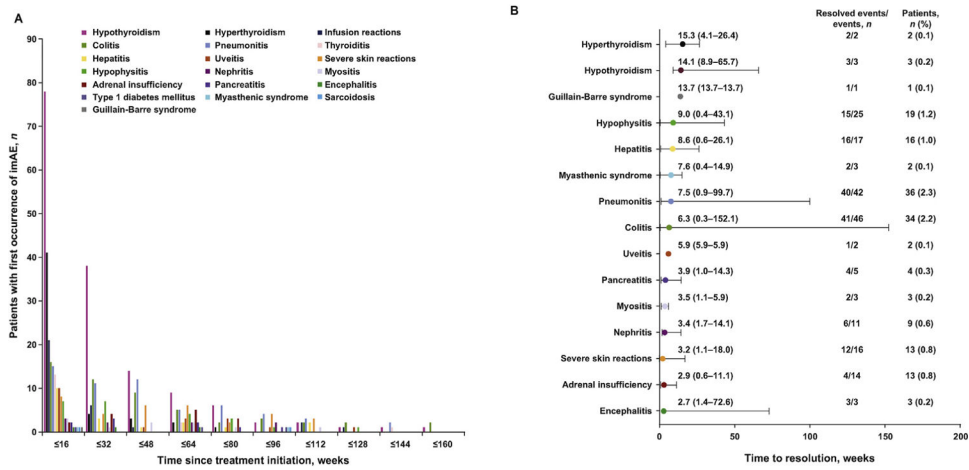 A
Hypothyroidism
Hyperthyroidism
Infusion reactions
Colitis
Pneumonitis
Thyroiditis
Hepatitis
Uveitis
Severe skin reactions
Hypophysitis
Nephritis
Myositis
Adrenal insufficiency
Pancreatitis
Encephalitis
Type 1 diabetes mellitus
Myasthenic syndrome
Sarcoidosis
Guillain-Barre syndrome
Patients with first occurrence of imAE, n
90
80
70
60
50
40
30
20
10
0
≤16 ≤32 ≤48 ≤64 ≤80 ≤96 ≤112 ≤128 ≤144 ≤160
Time since treatment initiation, weeks
B
Resolved events/ Patients,
events, n n (%)
Hyperthyroidism 15.3 (4.1–26.4) 2/2 2 (0.1)
Hypothyroidism 14.1 (8.9–65.7) 3/3 3 (0.2)
Guillain-Barre syndrome 13.7 (13.7–13.7) 1/1 1 (0.1)
Hypophysitis 9.0 (0.4–43.1) 15/25 19 (1.2)
Hepatitis 8.6 (0.6–26.1) 16/17 16 (1.0)
Myasthenic syndrome 7.6 (0.4–14.9) 2/3 2 (0.1)
Pneumonitis 7.5 (0.9–99.7) 40/42 36 (2.3)
Colitis 6.3 (0.3–152.1) 41/46 34 (2.2)
Uveitis 5.9 (5.9–5.9) 1/2 2 (0.1)
Pancreatitis 3.9 (1.0–14.3) 4/5 4 (0.3)
Myositis 3.5 (1.1–5.9) 2/3 3 (0.2)
Nephritis 3.4 (1.7–14.1) 6/11 9 (0.6)
Severe skin reactions 3.2 (1.1–18.0) 12/16 13 (0.8)
Adrenal insufficiency 2.9 (0.6–11.1) 4/14 13 (0.8)
Encephalitis 2.7 (1.4–72.6) 3/3 3 (0.2)
0 50 100 150 200
Time to resolution, weeks